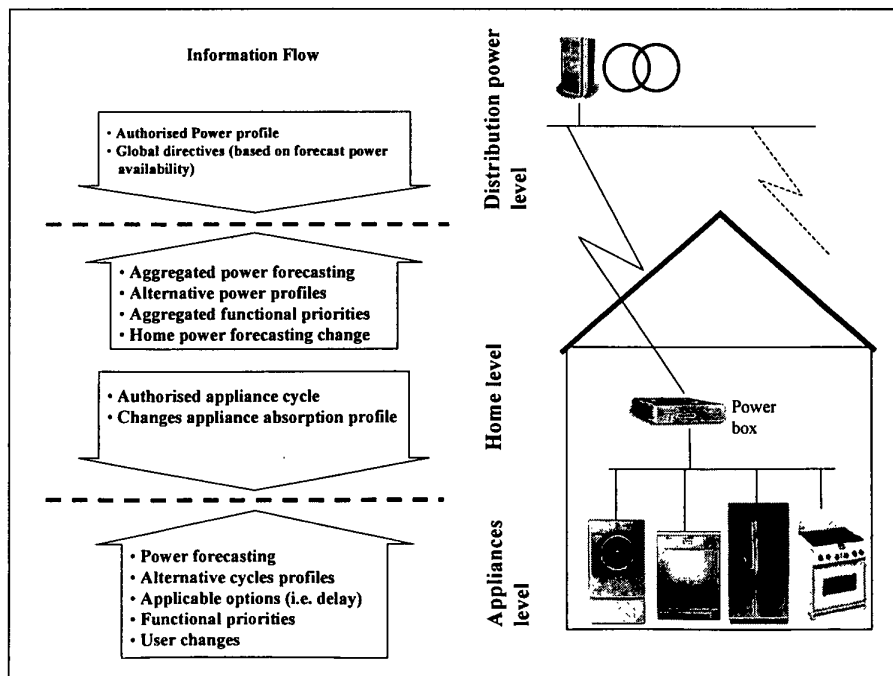 Information Flow
• Authorised Power profile
• Global directives (based on forecast power
availability)
• Aggregated power forecasting
• Alternative power profiles
• Aggregated functional priorities
• Home power forecasting change
• Authorised appliance cycle
• Changes appliance absorption profile
• Power forecasting
• Alternative cycles profiles
• Applicable options (i.e. delay)
• Functional priorities
• User changes
Distribution power
level
Home level
Power
box
Appliances
level